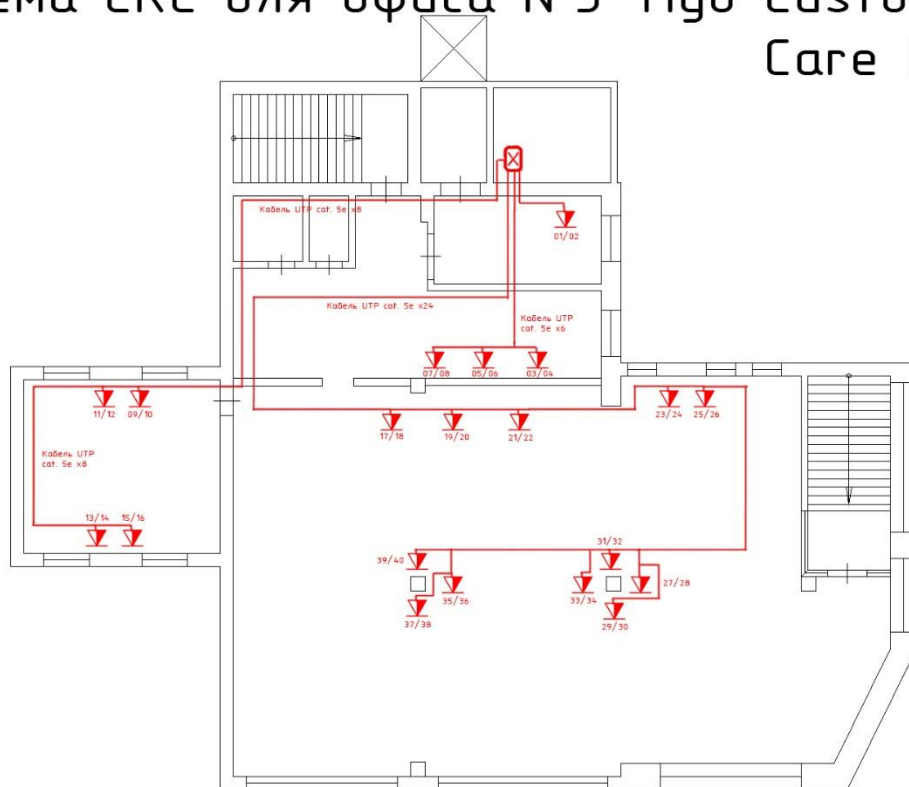 для офиса N 5
Care
Кабель UTP cat. 5e x8
01/02
Кабель UTP cat. 5e x24
Кабель UTP
cat. 5e x6
07/08 05/06 03/04
11/12 09/10
23/24 25/26
17/18 19/20 21/22
Кабель UTP
cat. 5e x8
13/14 15/16
31/32
39/40
27/28
35/36 33/34
37/38 29/30